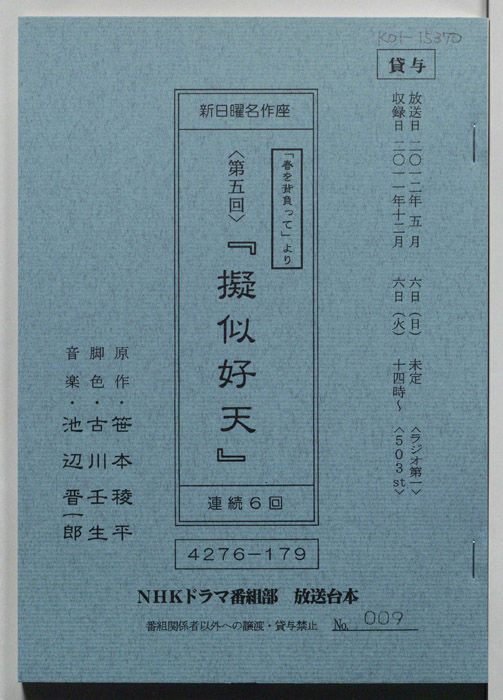 K01-15370
貸与
放送日 二〇一二年五月 六日(日) 未定 〈ラジオ第一〉
収録日 二〇一一年十二月 六日(火) 十四時~ 〈503st〉
新日曜名作座
「春を背負って」より
〈第五回〉
『擬似好天』
連続6回
原作・笹本稜平
脚色・古川壬生
音楽・池辺晋一郎
4276-179
NHKドラマ番組部 放送台本
番組関係者以外への譲渡・貸与禁止 No. 009